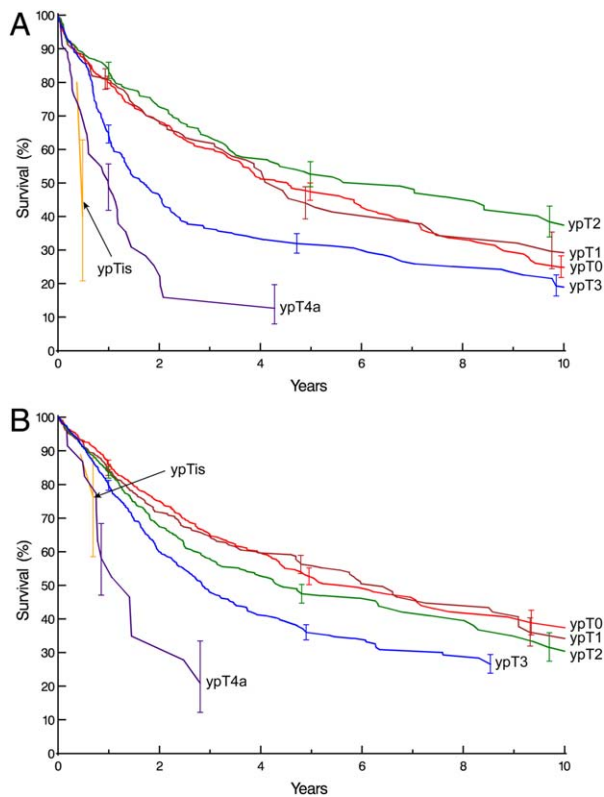 A
100
90
80
70
60
50
40
30
20
10
0
Survival (%)
ypTis
ypT4a
ypT2
ypT1
ypT0
ypT3
0 2 4 6 8 10
Years
B
100
90
80
70
60
50
40
30
20
10
0
Survival (%)
ypTis
ypT4a
ypT3
ypT0
ypT1
ypT2
0 2 4 6 8 10
Years